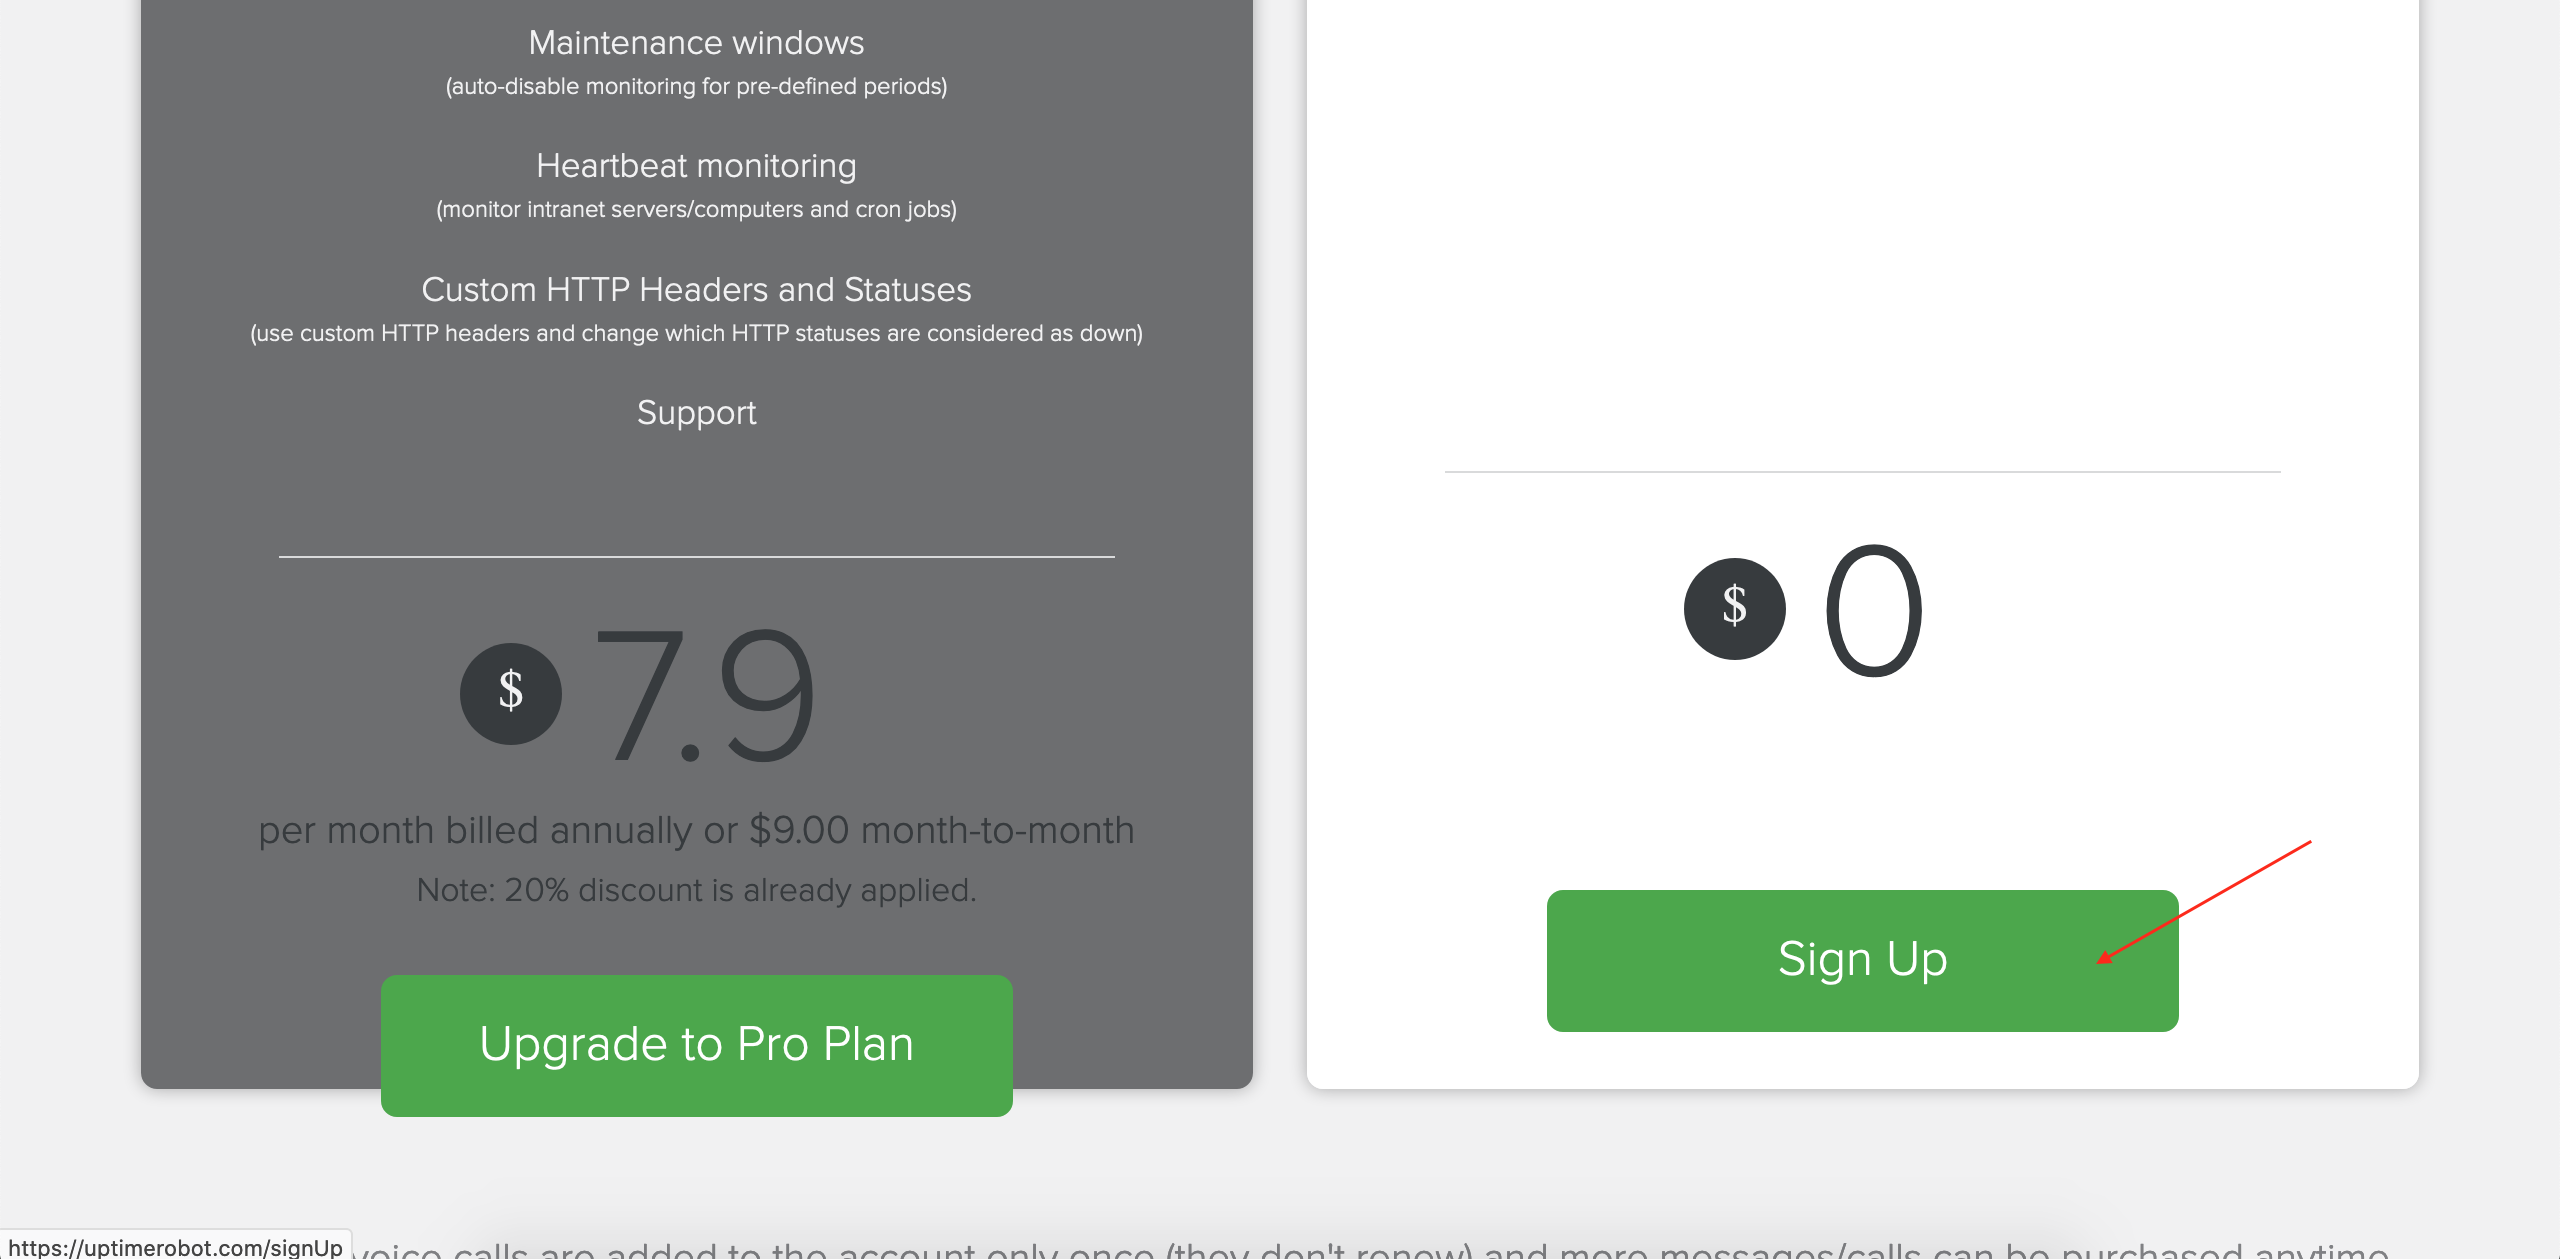 Maintenance windows
(auto-disable monitoring for pre-defined periods)
Heartbeat monitoring
(monitor intranet servers/computers and cron jobs)
Custom HTTP Headers and Statuses
(use custom HTTP headers and change which HTTP statuses are considered as down)
Support
$ 7.9
per month billed annually or $9.00 month-to-month
Note: 20% discount is already applied.
Upgrade to Pro Plan
$ 0
Sign Up
https://uptimerobot.com/signUp
voice calls are added to the account only once (they don't renew) and more messages/calls can be purchased anytime